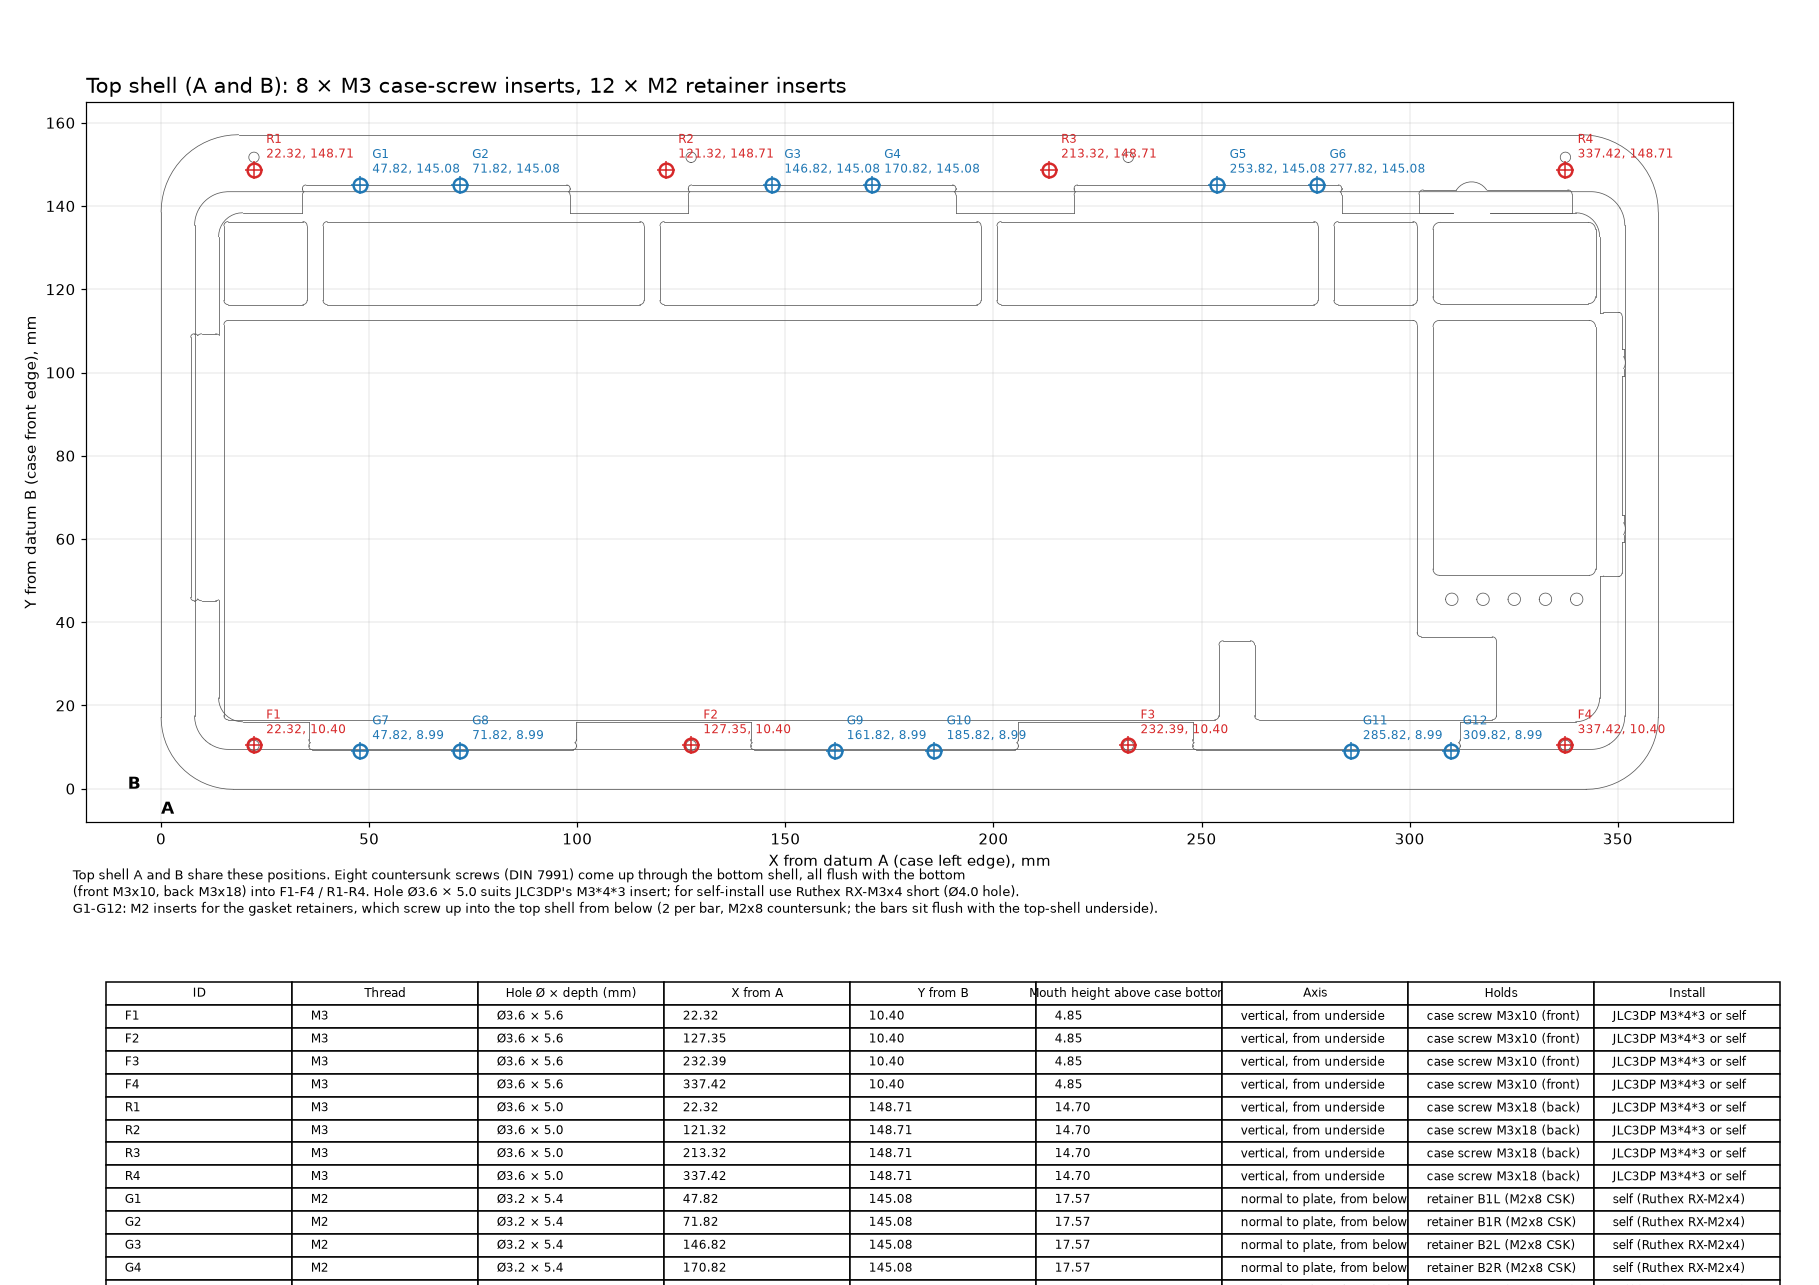 Top shell (A and B): 8 × M3 case-screw inserts, 12 × M2 retainer inserts
Y from datum B (case front edge), mm
160
140
120
100
80
60
40
20
0
R1
22.32, 148.71
G1
47.82, 145.08
G2
71.82, 145.08
R2
121.32, 148.71
G3
146.82, 145.08
G4
170.82, 145.08
R3
213.32, 148.71
G5
253.82, 145.08
G6
277.82, 145.08
R4
337.42, 148.71
F1
22.32, 10.40
G7
47.82, 8.99
G8
71.82, 8.99
F2
127.35, 10.40
G9
161.82, 8.99
G10
185.82, 8.99
F3
232.39, 10.40
G11
285.82, 8.99
G12
309.82, 8.99
F4
337.42, 10.40
B
A
0 50 100 150 200 250 300 350
X from datum A (case left edge), mm
Top shell A and B share these positions. Eight countersunk screws (DIN 7991) come up through the bottom shell, all flush with the bottom
(front M3x10, back M3x18) into F1-F4 / R1-R4. Hole Ø3.6 × 5.0 suits JLC3DP's M3*4*3 insert; for self-install use Ruthex RX-M3x4 short (Ø4.0 hole).
G1-G12: M2 inserts for the gasket retainers, which screw up into the top shell from below (2 per bar, M2x8 countersunk; the bars sit flush with the top-shell underside).
ID Thread Hole Ø × depth (mm) X from A Y from B Mouth height above case bottom Axis Holds Install
F1 M3 Ø3.6 × 5.6 22.32 10.40 4.85 vertical, from underside case screw M3x10 (front) JLC3DP M3*4*3 or self
F2 M3 Ø3.6 × 5.6 127.35 10.40 4.85 vertical, from underside case screw M3x10 (front) JLC3DP M3*4*3 or self
F3 M3 Ø3.6 × 5.6 232.39 10.40 4.85 vertical, from underside case screw M3x10 (front) JLC3DP M3*4*3 or self
F4 M3 Ø3.6 × 5.6 337.42 10.40 4.85 vertical, from underside case screw M3x10 (front) JLC3DP M3*4*3 or self
R1 M3 Ø3.6 × 5.0 22.32 148.71 14.70 vertical, from underside case screw M3x18 (back) JLC3DP M3*4*3 or self
R2 M3 Ø3.6 × 5.0 121.32 148.71 14.70 vertical, from underside case screw M3x18 (back) JLC3DP M3*4*3 or self
R3 M3 Ø3.6 × 5.0 213.32 148.71 14.70 vertical, from underside case screw M3x18 (back) JLC3DP M3*4*3 or self
R4 M3 Ø3.6 × 5.0 337.42 148.71 14.70 vertical, from underside case screw M3x18 (back) JLC3DP M3*4*3 or self
G1 M2 Ø3.2 × 5.4 47.82 145.08 17.57 normal to plate, from below retainer B1L (M2x8 CSK) self (Ruthex RX-M2x4)
G2 M2 Ø3.2 × 5.4 71.82 145.08 17.57 normal to plate, from below retainer B1R (M2x8 CSK) self (Ruthex RX-M2x4)
G3 M2 Ø3.2 × 5.4 146.82 145.08 17.57 normal to plate, from below retainer B2L (M2x8 CSK) self (Ruthex RX-M2x4)
G4 M2 Ø3.2 × 5.4 170.82 145.08 17.57 normal to plate, from below retainer B2R (M2x8 CSK) self (Ruthex RX-M2x4)